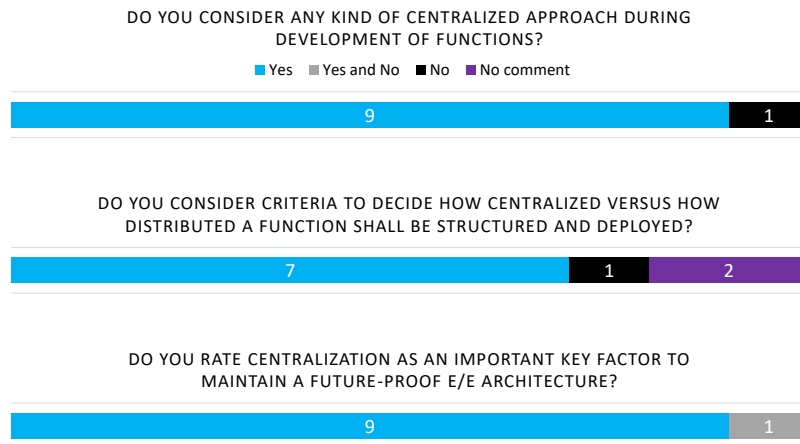 DO YOU CONSIDER ANY KIND OF CENTRALIZED APPROACH DURING
DEVELOPMENT OF FUNCTIONS?
Yes Yes and No No No comment
9 1
DO YOU CONSIDER CRITERIA TO DECIDE HOW CENTRALIZED VERSUS HOW
DISTRIBUTED A FUNCTION SHALL BE STRUCTURED AND DEPLOYED?
7 1 2
DO YOU RATE CENTRALIZATION AS AN IMPORTANT KEY FACTOR TO
MAINTAIN A FUTURE-PROOF E/E ARCHITECTURE?
9 1